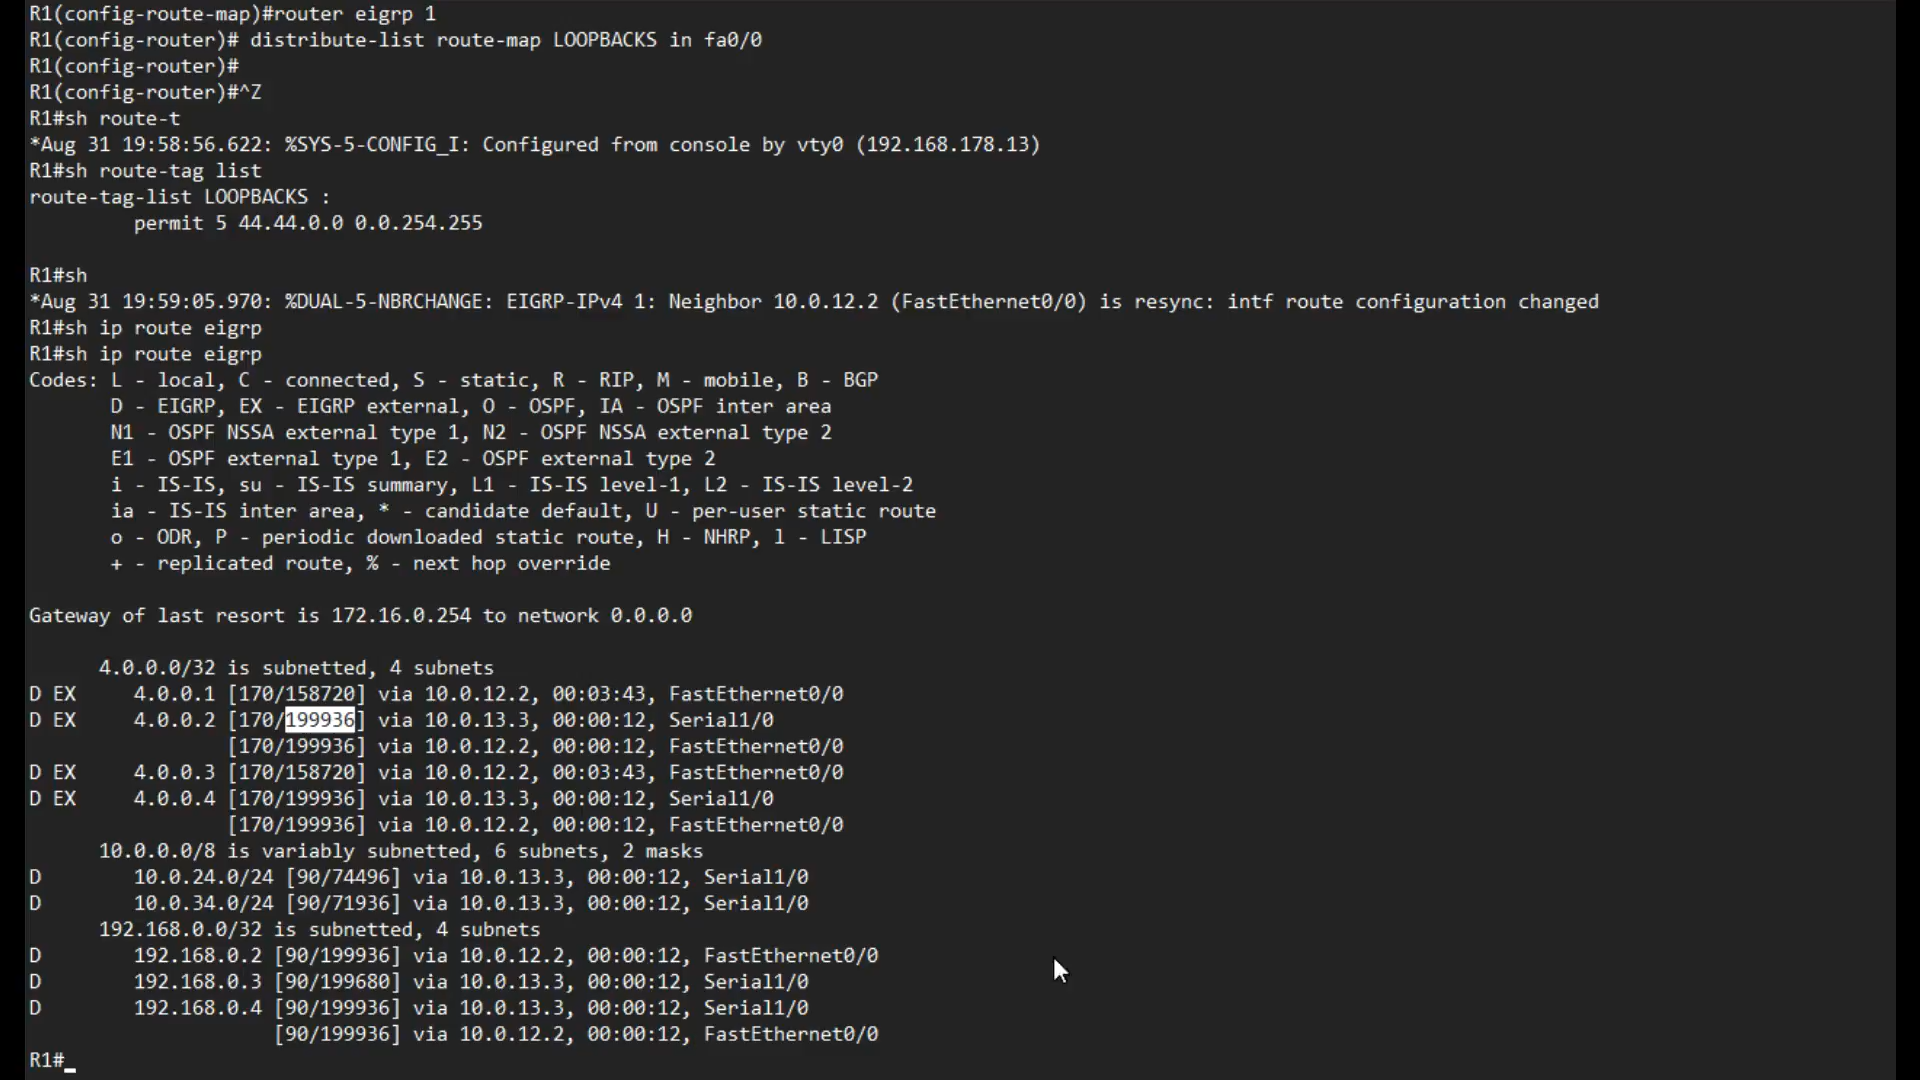 R1(config-route-map)#router eigrp 1
R1(config-router)# distribute-list route-map LOOPBACKS in fa0/0
R1(config-router)#
R1(config-router)#^Z
R1#sh route-t
*Aug 31 19:58:56.622: %SYS-5-CONFIG_I: Configured from console by vty0 (192.168.178.13)
R1#sh route-tag list
route-tag-list LOOPBACKS :
         permit 5 44.44.0.0 0.0.254.255
R1#sh
*Aug 31 19:59:05.970: %DUAL-5-NBRCHANGE: EIGRP-IPv4 1: Neighbor 10.0.12.2 (FastEthernet0/0) is resync: intf route configuration changed
R1#sh ip route eigrp
R1#sh ip route eigrp
Codes: L - local, C - connected, S - static, R - RIP, M - mobile, B - BGP
       D - EIGRP, EX - EIGRP external, O - OSPF, IA - OSPF inter area
       N1 - OSPF NSSA external type 1, N2 - OSPF NSSA external type 2
       E1 - OSPF external type 1, E2 - OSPF external type 2
       i - IS-IS, su - IS-IS summary, L1 - IS-IS level-1, L2 - IS-IS level-2
       ia - IS-IS inter area, * - candidate default, U - per-user static route
       o - ODR, P - periodic downloaded static route, H - NHRP, l - LISP
       + - replicated route, % - next hop override
Gateway of last resort is 172.16.0.254 to network 0.0.0.0
      4.0.0.0/32 is subnetted, 4 subnets
D EX     4.0.0.1 [170/158720] via 10.0.12.2, 00:03:43, FastEthernet0/0
D EX     4.0.0.2 [170/199936] via 10.0.13.3, 00:00:12, Serial1/0
                 [170/199936] via 10.0.12.2, 00:00:12, FastEthernet0/0
D EX     4.0.0.3 [170/158720] via 10.0.12.2, 00:03:43, FastEthernet0/0
D EX     4.0.0.4 [170/199936] via 10.0.13.3, 00:00:12, Serial1/0
                 [170/199936] via 10.0.12.2, 00:00:12, FastEthernet0/0
      10.0.0.0/8 is variably subnetted, 6 subnets, 2 masks
D        10.0.24.0/24 [90/74496] via 10.0.13.3, 00:00:12, Serial1/0
D        10.0.34.0/24 [90/71936] via 10.0.13.3, 00:00:12, Serial1/0
      192.168.0.0/32 is subnetted, 4 subnets
D        192.168.0.2 [90/199936] via 10.0.12.2, 00:00:12, FastEthernet0/0
D        192.168.0.3 [90/199680] via 10.0.13.3, 00:00:12, Serial1/0
D        192.168.0.4 [90/199936] via 10.0.13.3, 00:00:12, Serial1/0
                     [90/199936] via 10.0.12.2, 00:00:12, FastEthernet0/0
R1#